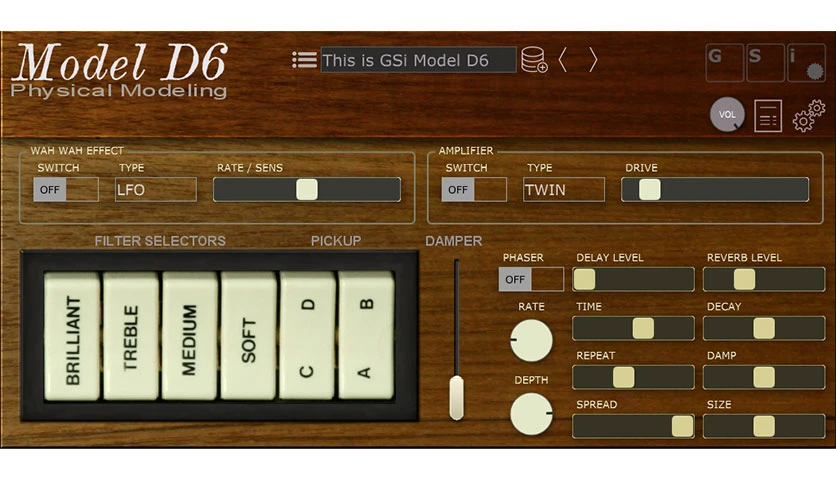 Model D6
Physical Modeling
This is GSi Model D6
G S i
VOL
WAH WAH EFFECT
SWITCH TYPE RATE / SENS
OFF LFO
AMPLIFIER
SWITCH TYPE DRIVE
OFF TWIN
FILTER SELECTORS PICKUP DAMPER
BRILLIANT
TREBLE
MEDIUM
SOFT
C D
A B
PHASER
OFF
RATE
DEPTH
DELAY LEVEL
TIME
REPEAT
SPREAD
REVERB LEVEL
DECAY
DAMP
SIZE